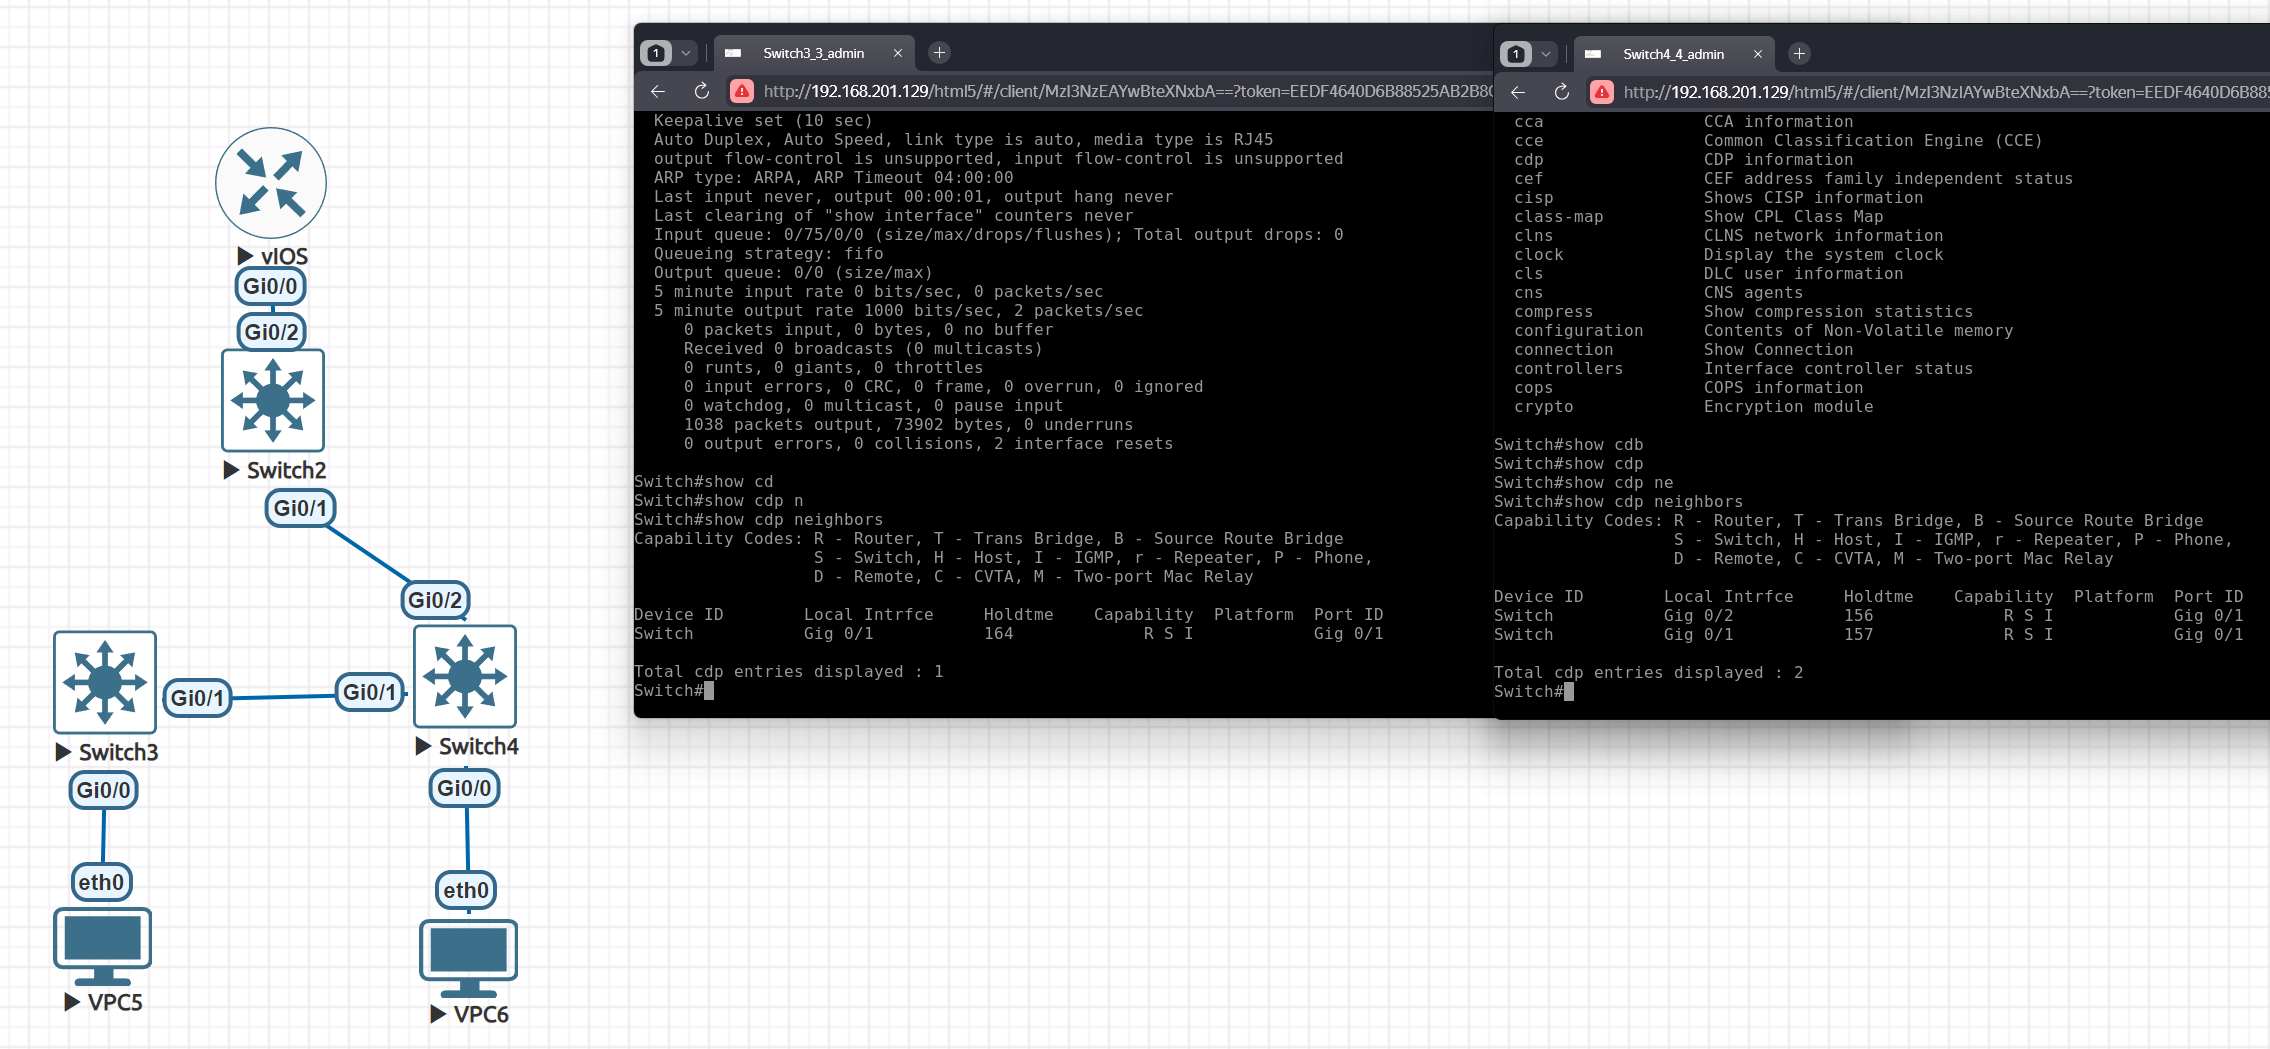 vIOS
Gi0/0
Gi0/2
Switch2
Gi0/1
Gi0/2
Gi0/1
Gi0/1
Switch3
Switch4
Gi0/0
Gi0/0
eth0
eth0
VPC5
VPC6
1
Switch3_3_admin
http://192.168.201.129/html5/#/client/MzI3NzEAYwBteXNxbA==?token=EEDF4640D6B88525AB2B8
Keepalive set (10 sec)
Auto Duplex, Auto Speed, link type is auto, media type is RJ45
output flow-control is unsupported, input flow-control is unsupported
ARP type: ARPA, ARP Timeout 04:00:00
Last input never, output 00:00:01, output hang never
Last clearing of "show interface" counters never
Input queue: 0/75/0/0 (size/max/drops/flushes); Total output drops: 0
Queueing strategy: fifo
Output queue: 0/0 (size/max)
5 minute input rate 0 bits/sec, 0 packets/sec
5 minute output rate 1000 bits/sec, 2 packets/sec
0 packets input, 0 bytes, 0 no buffer
Received 0 broadcasts (0 multicasts)
0 runts, 0 giants, 0 throttles
0 input errors, 0 CRC, 0 frame, 0 overrun, 0 ignored
0 watchdog, 0 multicast, 0 pause input
1038 packets output, 73902 bytes, 0 underruns
0 output errors, 0 collisions, 2 interface resets
Switch#show cd
Switch#show cdp n
Switch#show cdp neighbors
Capability Codes: R - Router, T - Trans Bridge, B - Source Route Bridge
S - Switch, H - Host, I - IGMP, r - Repeater, P - Phone,
D - Remote, C - CVTA, M - Two-port Mac Relay
Device ID Local Intrfce Holdtme Capability Platform Port ID
Switch Gig 0/1 164 R S I Gig 0/1
Total cdp entries displayed : 1
Switch#
1
Switch4_4_admin
http://192.168.201.129/html5/#/client/MzI3NzIAYwBteXNxbA==?token=EEDF4640D6B88
cca CCA information
cce Common Classification Engine (CCE)
cdp CDP information
cef CEF address family independent status
cisp Shows CISP information
class-map Show CPL Class Map
clns CLNS network information
clock Display the system clock
cls DLC user information
cns CNS agents
compress Show compression statistics
configuration Contents of Non-Volatile memory
connection Show Connection
controllers Interface controller status
cops COPS information
crypto Encryption module
Switch#show cdb
Switch#show cdp
Switch#show cdp ne
Switch#show cdp neighbors
Capability Codes: R - Router, T - Trans Bridge, B - Source Route Bridge
S - Switch, H - Host, I - IGMP, r - Repeater, P - Phone,
D - Remote, C - CVTA, M - Two-port Mac Relay
Device ID Local Intrfce Holdtme Capability Platform Port ID
Switch Gig 0/2 156 R S I Gig 0/1
Switch Gig 0/1 157 R S I Gig 0/1
Total cdp entries displayed : 2
Switch#